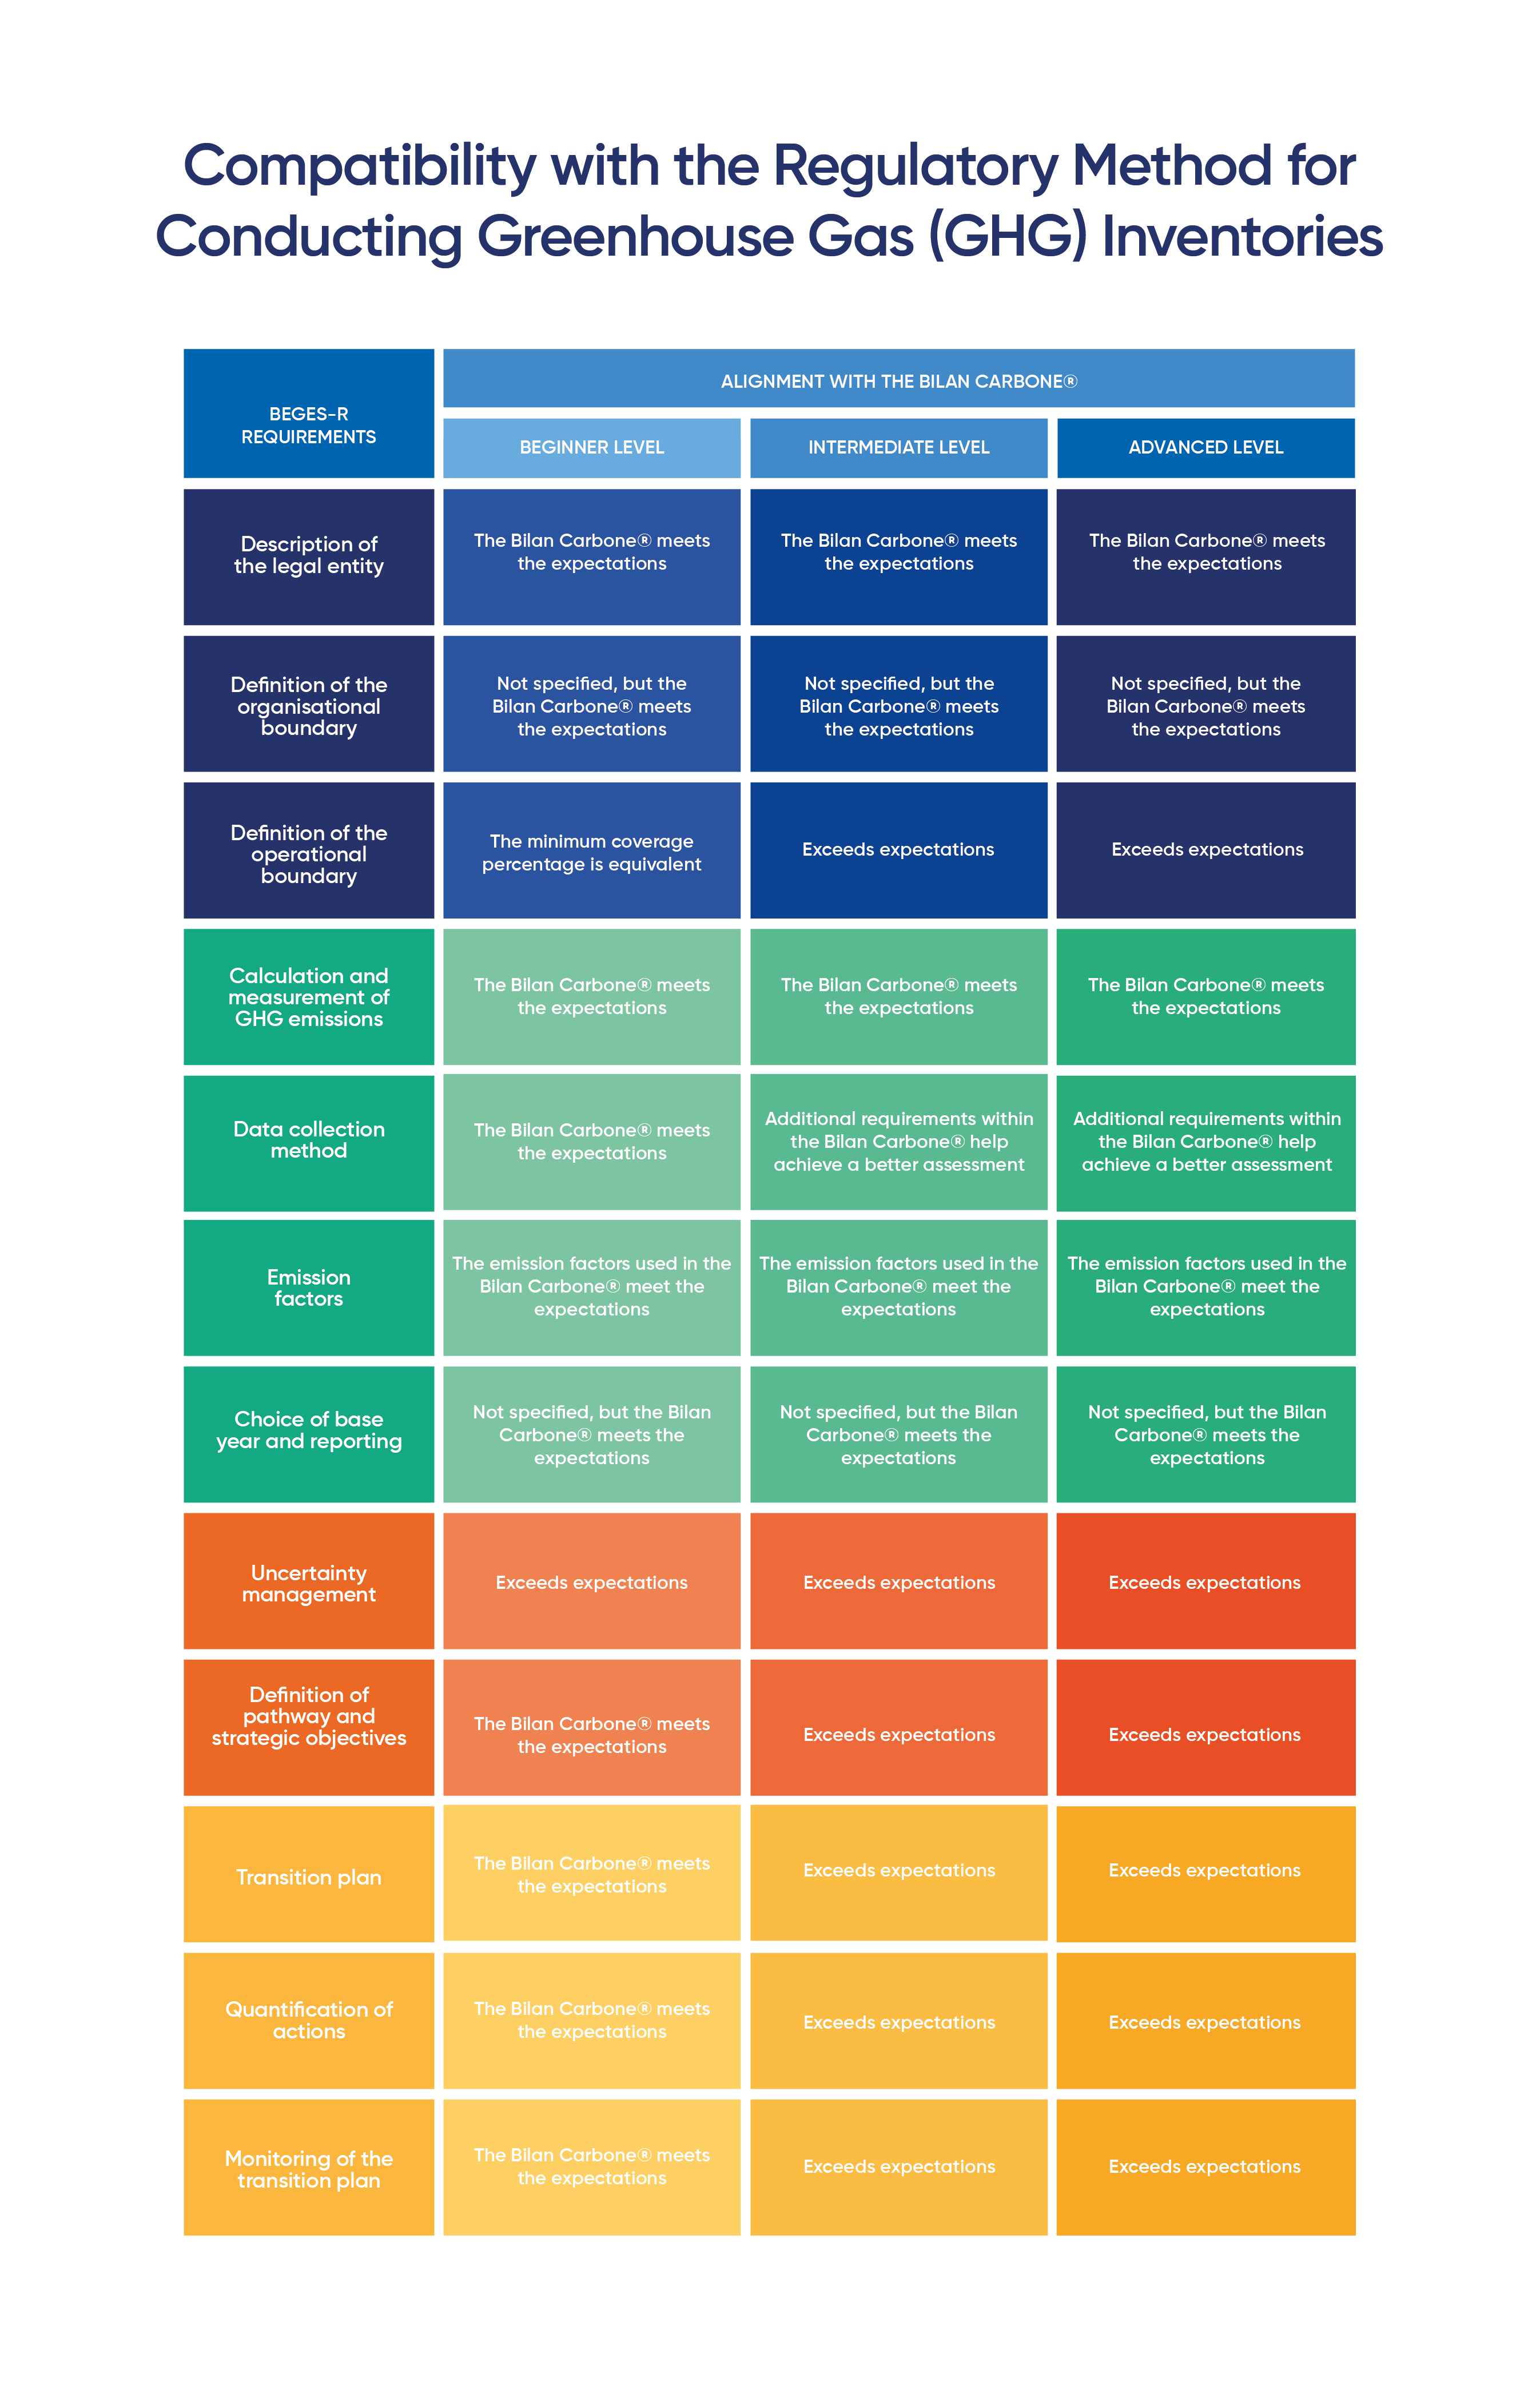 Compatibility with the Regulatory Method for
Conducting Greenhouse Gas (GHG) Inventories
BEGES-R
REQUIREMENTS
ALIGNMENT WITH THE BILAN CARBONE®
BEGINNER LEVEL
INTERMEDIATE LEVEL
ADVANCED LEVEL
Description of
the legal entity
The Bilan Carbone® meets
the expectations
The Bilan Carbone® meets
the expectations
The Bilan Carbone® meets
the expectations
Definition of the
organisational
boundary
Not specified, but the
Bilan Carbone® meets
the expectations
Not specified, but the
Bilan Carbone® meets
the expectations
Not specified, but the
Bilan Carbone® meets
the expectations
Definition of the
operational
boundary
The minimum coverage
percentage is equivalent
Exceeds expectations
Exceeds expectations
Calculation and
measurement of
GHG emissions
The Bilan Carbone® meets
the expectations
The Bilan Carbone® meets
the expectations
The Bilan Carbone® meets
the expectations
Data collection
method
The Bilan Carbone® meets
the expectations
Additional requirements within
the Bilan Carbone® help
achieve a better assessment
Additional requirements within
the Bilan Carbone® help
achieve a better assessment
Emission
factors
The emission factors used in the
Bilan Carbone® meet the
expectations
The emission factors used in the
Bilan Carbone® meet the
expectations
The emission factors used in the
Bilan Carbone® meet the
expectations
Choice of base
year and reporting
Not specified, but the Bilan
Carbone® meets the
expectations
Not specified, but the Bilan
Carbone® meets the
expectations
Not specified, but the Bilan
Carbone® meets the
expectations
Uncertainty
management
Exceeds expectations
Exceeds expectations
Exceeds expectations
Definition of
pathway and
strategic objectives
The Bilan Carbone® meets
the expectations
Exceeds expectations
Exceeds expectations
Transition plan
The Bilan Carbone® meets
the expectations
Exceeds expectations
Exceeds expectations
Quantification of
actions
The Bilan Carbone® meets
the expectations
Exceeds expectations
Exceeds expectations
Monitoring of the
transition plan
The Bilan Carbone® meets
the expectations
Exceeds expectations
Exceeds expectations